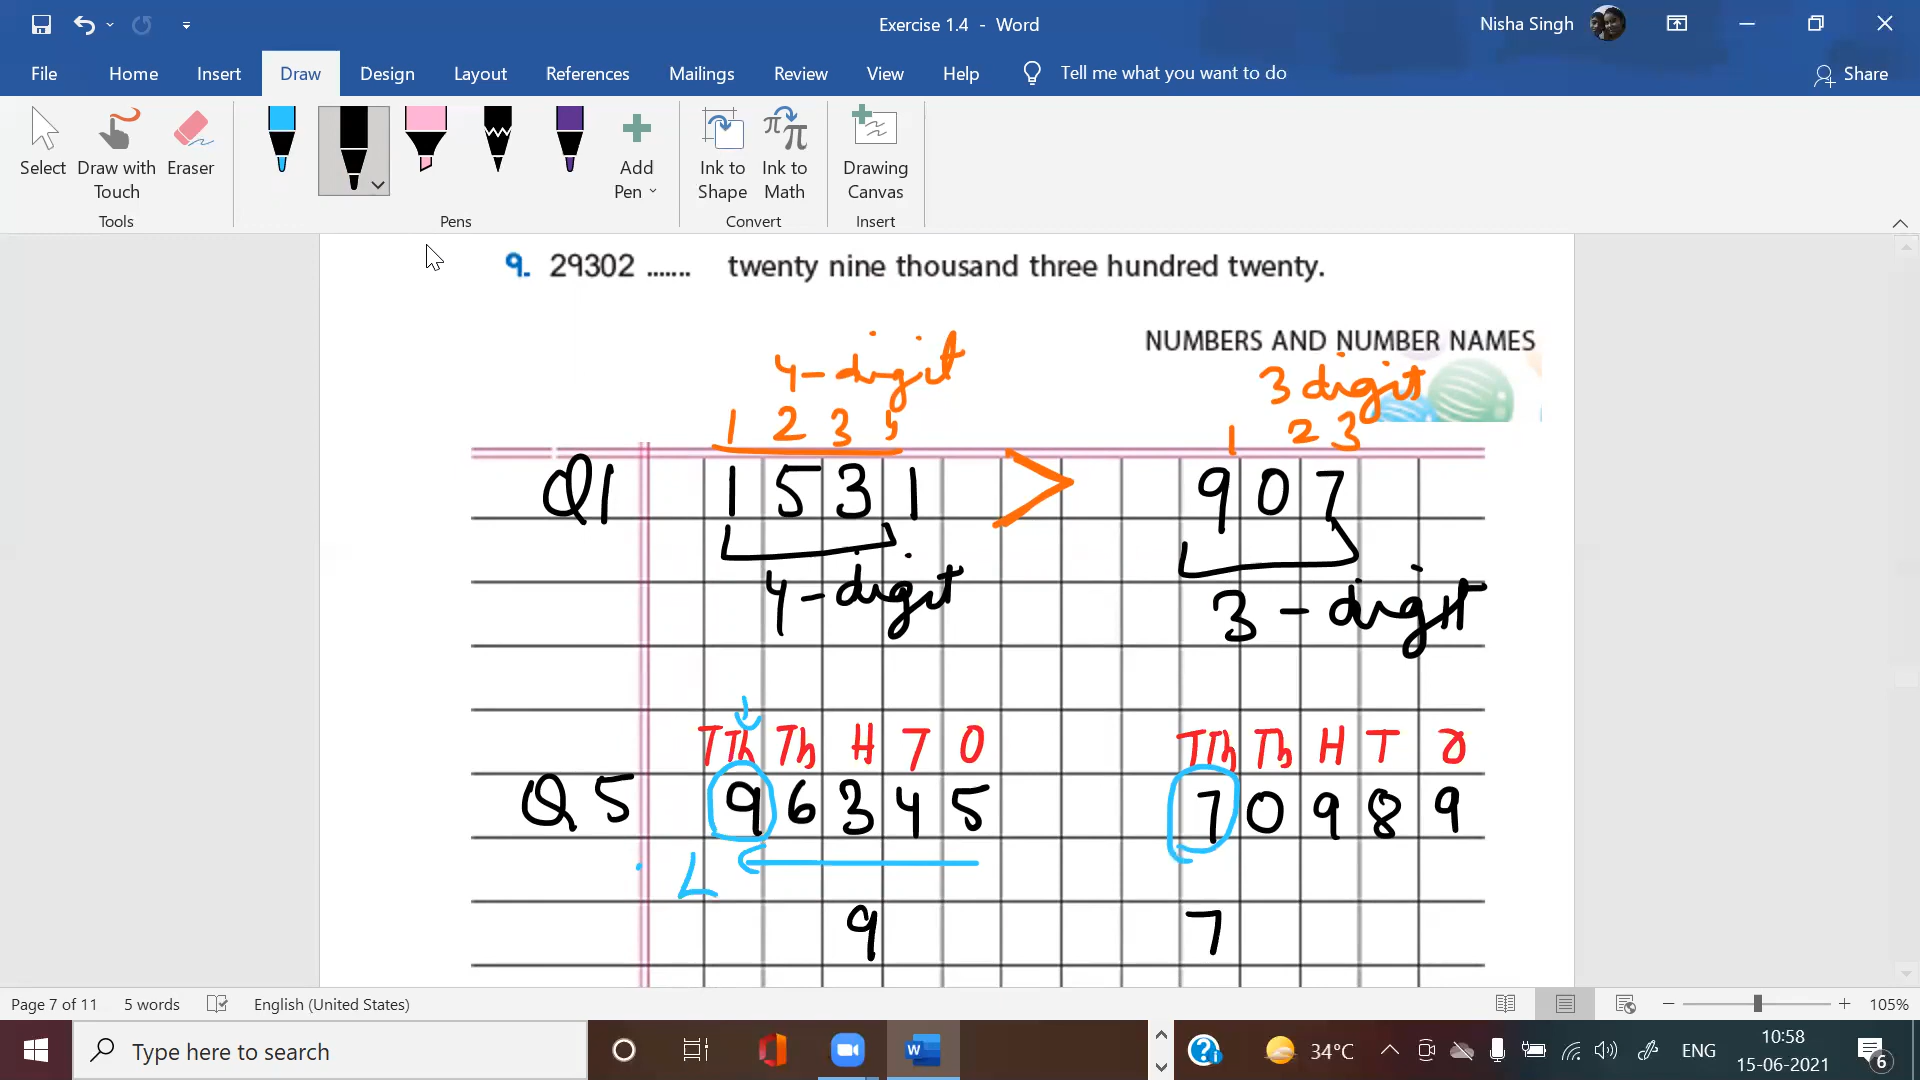 Exercise 1.4 - Word
Nisha Singh
File Home Insert Draw Design Layout References Mailings Review View Help Tell me what you want to do Share
Select Draw with Touch Eraser Add Pen Ink to Shape Ink to Math Drawing Canvas
Tools Pens Convert Insert
9. 29302 ....... twenty nine thousand three hundred twenty.
NUMBERS AND NUMBER NAMES
4-digit 3 digit
1 2 3 1 2 3
Q1 1531 > 907
4-digit 3-digit
TTh Th H T O TTh Th H T O
Q5 96345 70989
L
9 7
Page 7 of 11 5 words English (United States) 105%
Type here to search
W
34°C ENG
10:58
15-06-2021
6